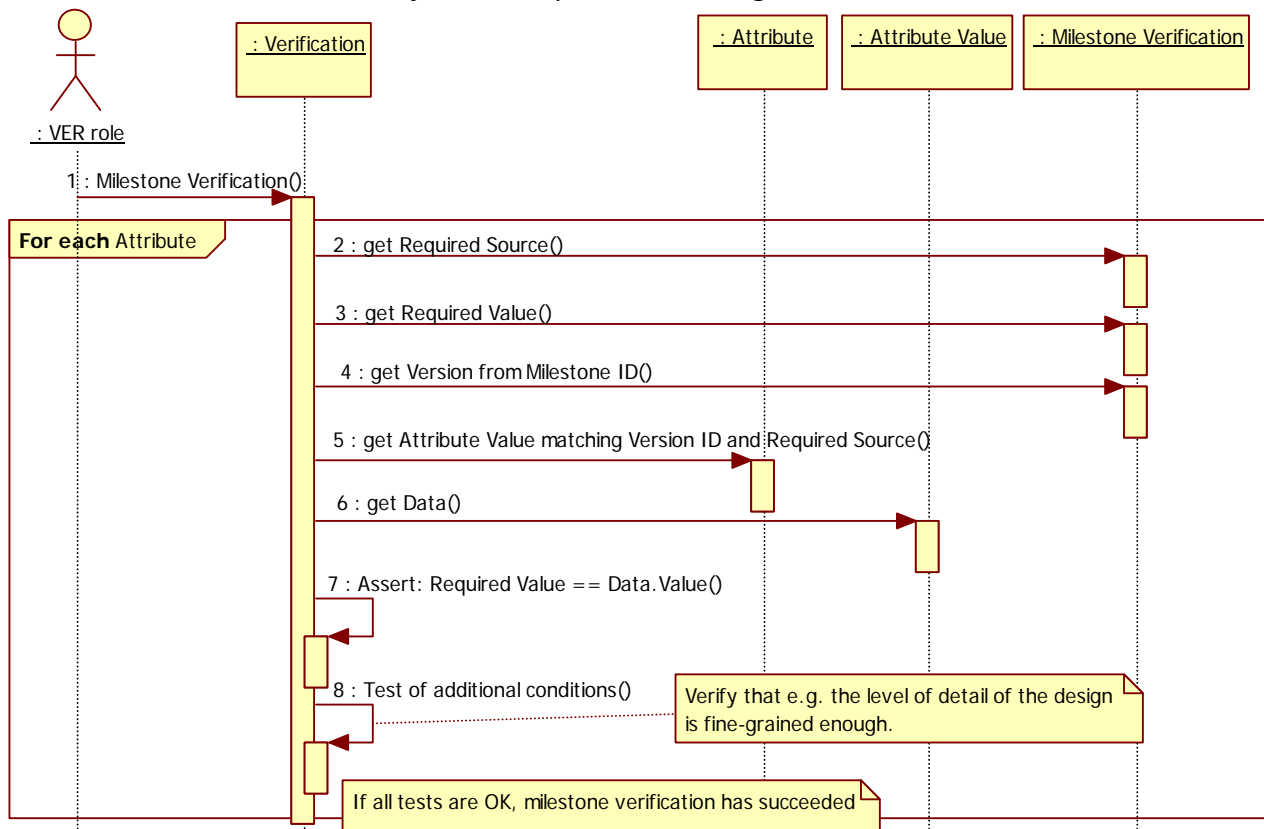 : Verification
: Attribute
: Attribute Value
: Milestone Verification
: VER role
1 : Milestone Verification()
For each Attribute
2 : get Required Source()
3 : get Required Value()
4 : get Version from Milestone ID()
5 : get Attribute Value matching Version ID and Required Source()
6 : get Data()
7 : Assert: Required Value == Data.Value()
8 : Test of additional conditions()
Verify that e.g. the level of detail of the design
is fine-grained enough.
If all tests are OK, milestone verification has succeeded